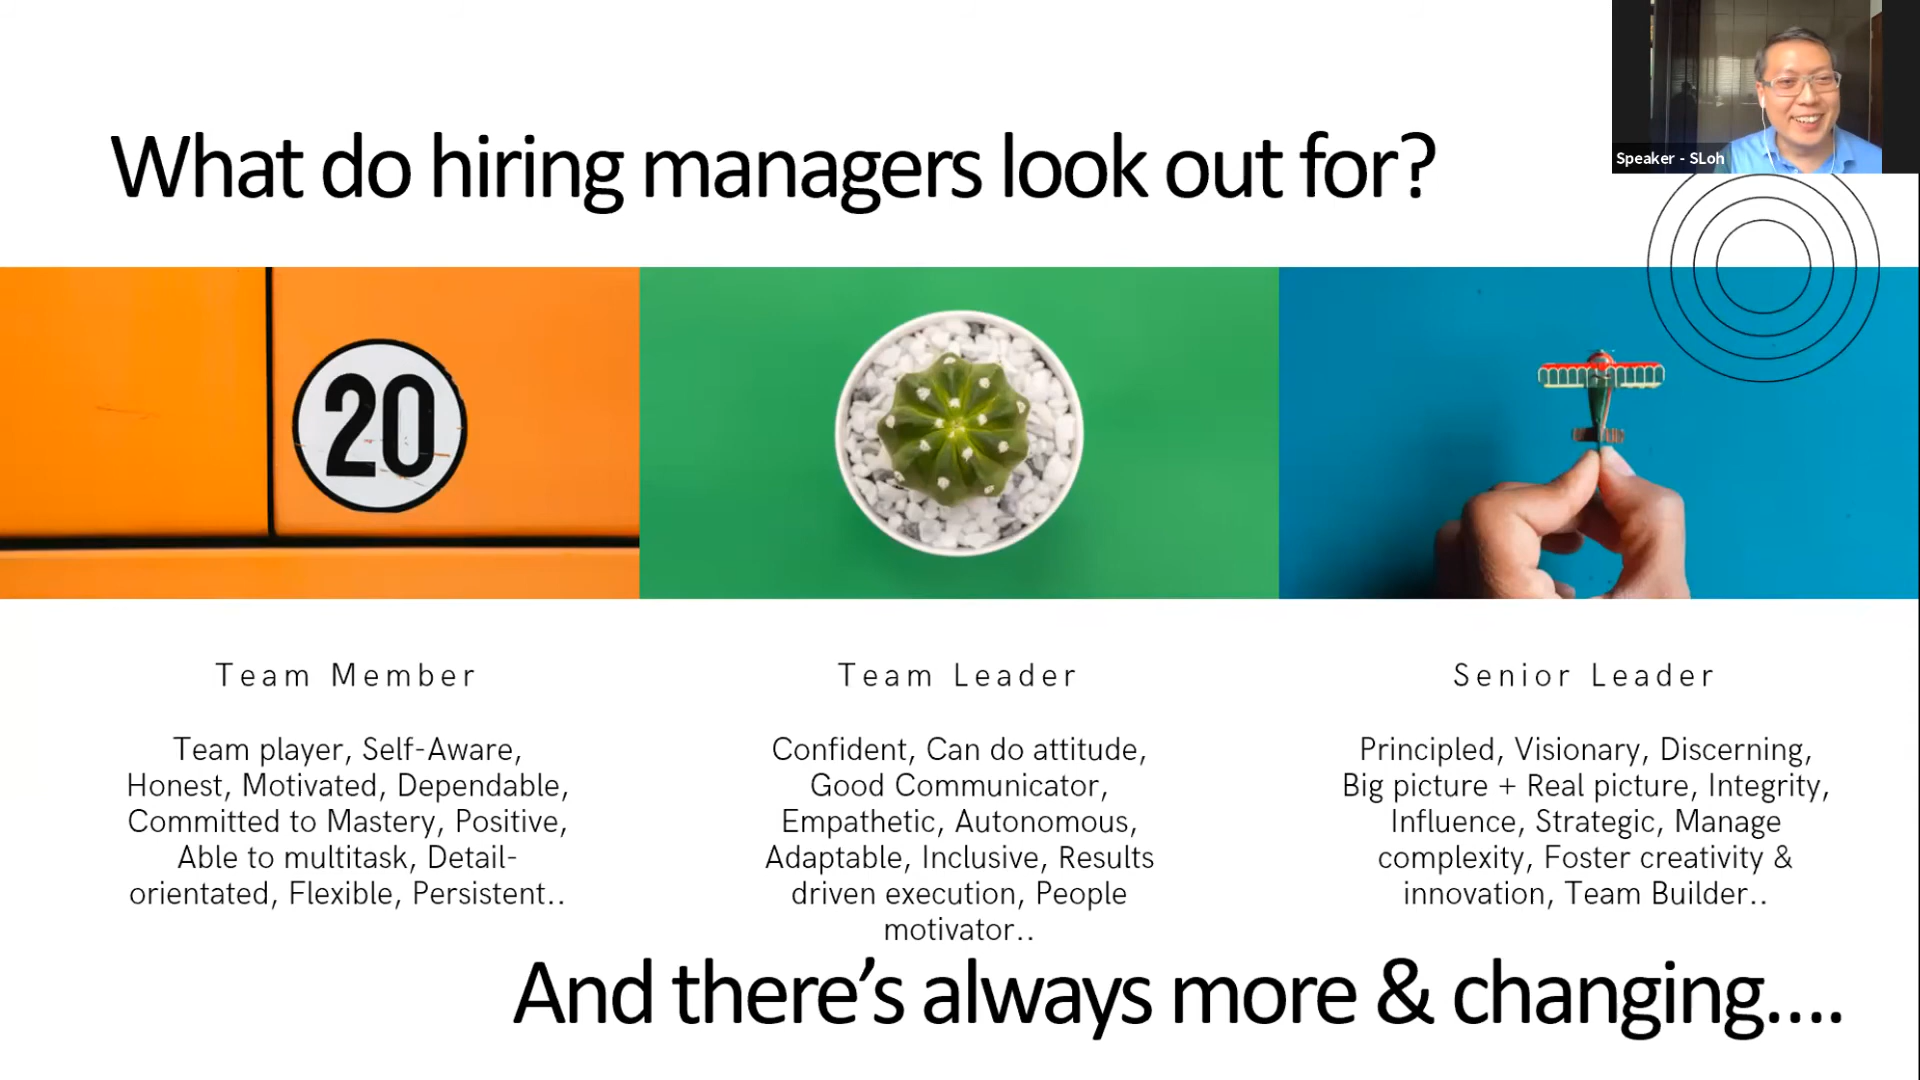 What do hiring managers look out for?
Speaker - SLoh
20
Team Member
Team player, Self-Aware,
Honest, Motivated, Dependable,
Committed to Mastery, Positive,
Able to multitask, Detail-
orientated, Flexible, Persistent..
Team Leader
Confident, Can do attitude,
Good Communicator,
Empathetic, Autonomous,
Adaptable, Inclusive, Results
driven execution, People
motivator..
Senior Leader
Principled, Visionary, Discerning,
Big picture + Real picture, Integrity,
Influence, Strategic, Manage
complexity, Foster creativity &
innovation, Team Builder..
And there's always more & changing....